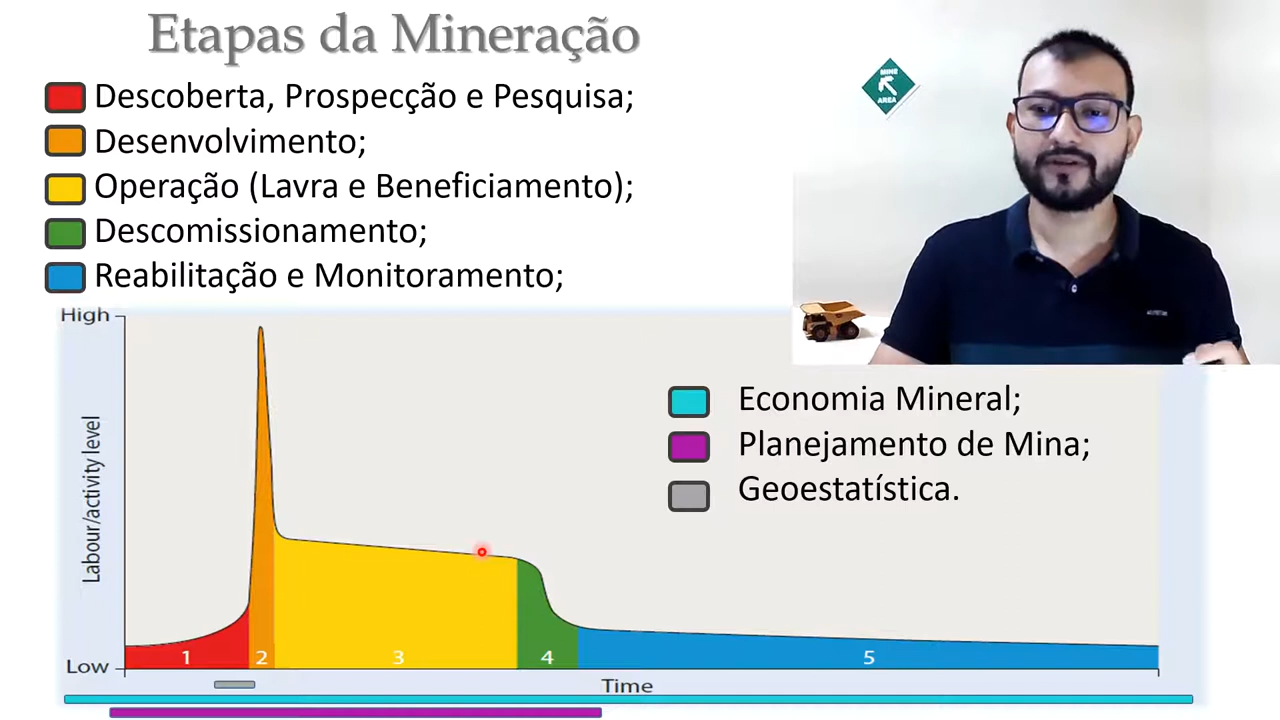 Etapas da Mineração
Descoberta, Prospecção e Pesquisa;
Desenvolvimento;
Operação (Lavra e Beneficiamento);
Descomissionamento;
Reabilitação e Monitoramento;
MINE
AREA
High
Labour/activity level
Low
Economia Mineral;
Planejamento de Mina;
Geoestatística.
1
2
3
4
5
Time